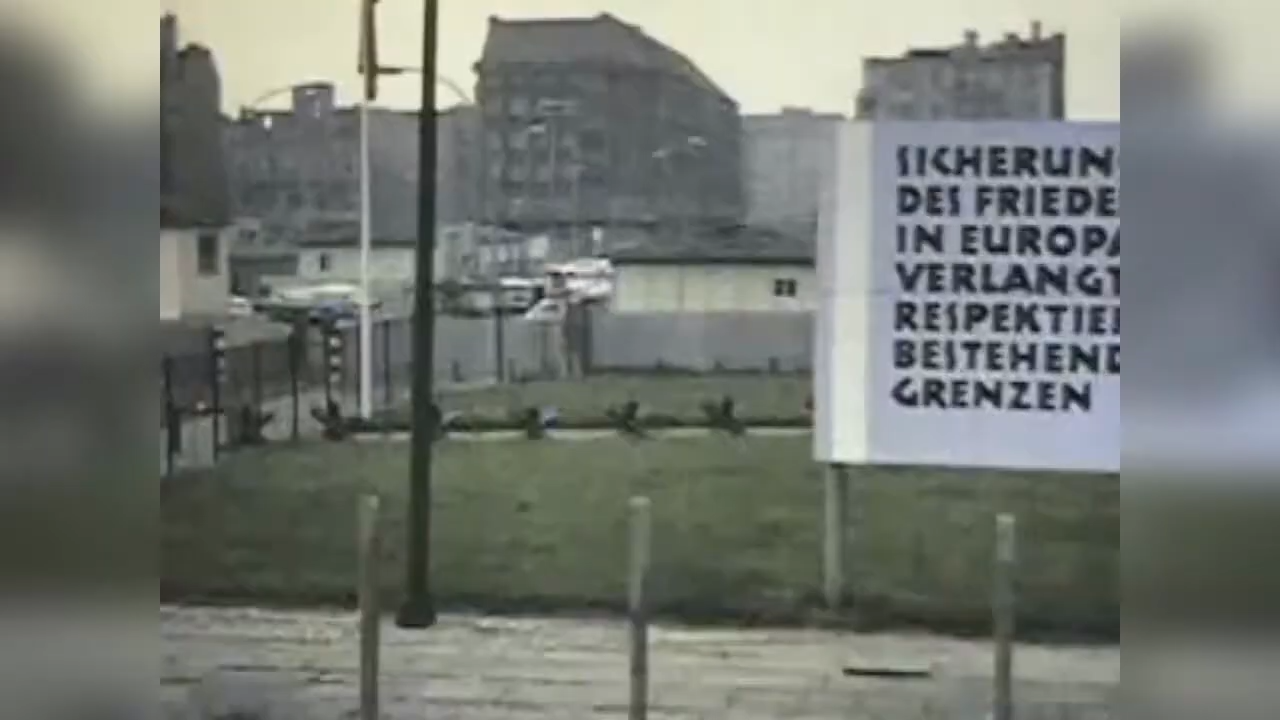 SICHERUN
DES FRIEDE
IN EUROPA
VERLANGT
RESPEKTIE
BESTEHEND
GRENZEN